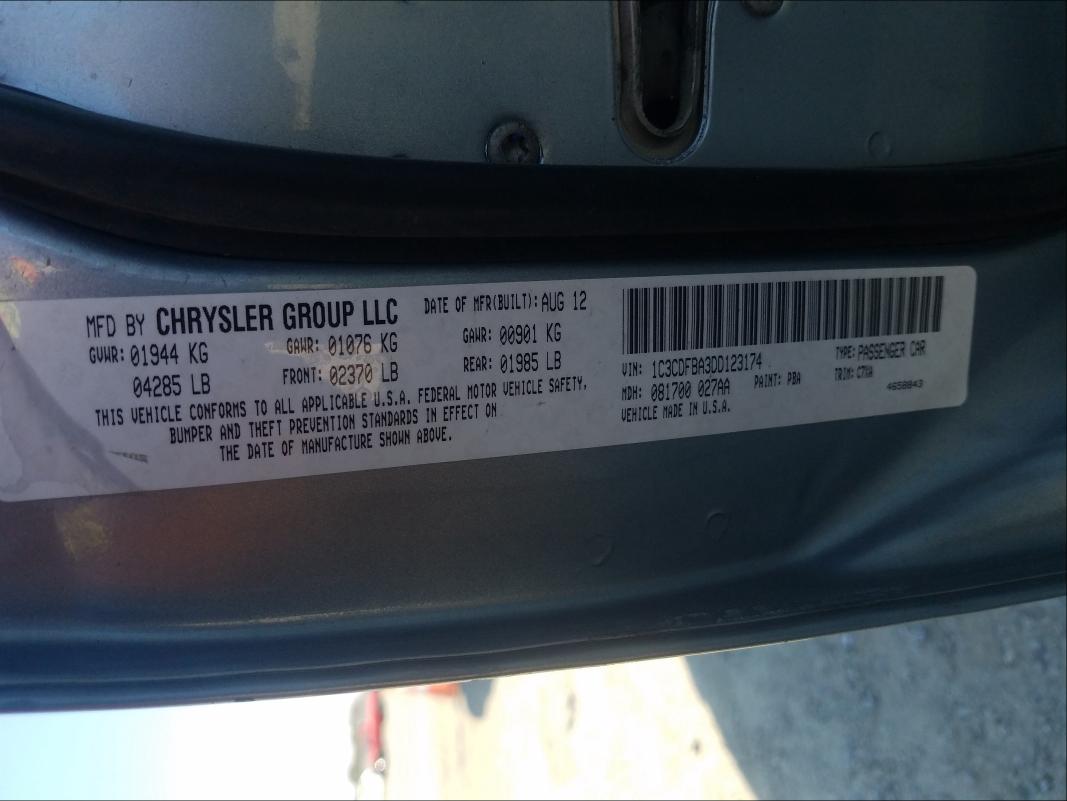 MFD BY CHRYSLER GROUP LLC DATE OF MFR(BUILT): AUG 12
GVWR: 01944 KG GAWR: 01076 KG GAWR: 00901 KG
04285 LB FRONT: 02370 LB REAR: 01985 LB
THIS VEHICLE CONFORMS TO ALL APPLICABLE U.S.A. FEDERAL MOTOR VEHICLE SAFETY,
BUMPER AND THEFT PREVENTION STANDARDS IN EFFECT ON
THE DATE OF MANUFACTURE SHOWN ABOVE.
VIN: 1C3CDFBA3DD123174 TYPE: PASSENGER CAR
MDH: 081700 027AA PAINT: PBA TRIM:
VEHICLE MADE IN U.S.A. 4658843